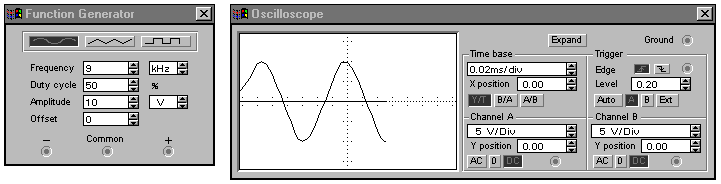 Function Generator
Frequency 9 kHz
Duty cycle 50 %
Amplitude 10 V
Offset 0
− Common +
Oscilloscope
Expand Ground
Time base
0.02ms/div
X position 0.00
Y/T B/A A/B
Trigger
Edge
Level 0.20
Auto A B Ext
Channel A
5 V/Div
Y position 0.00
AC 0 DC
Channel B
5 V/Div
Y position 0.00
AC 0 DC